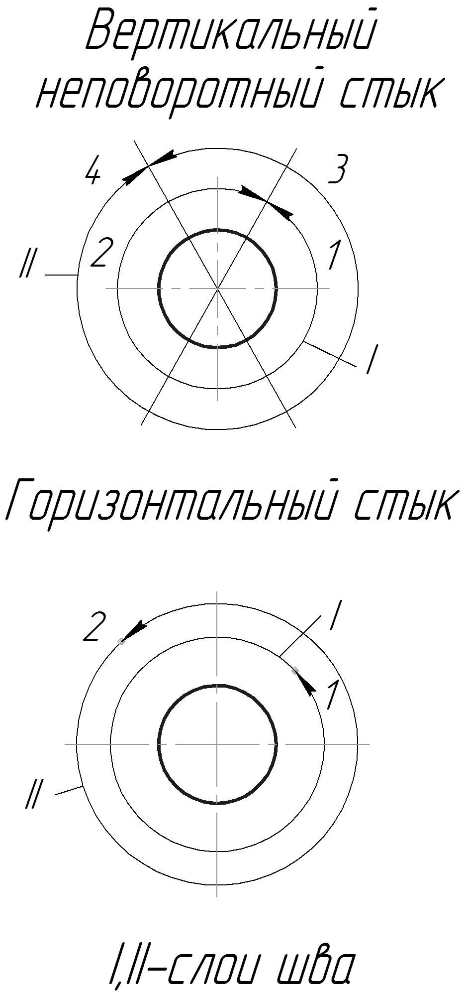 Вертикальный
неповоротный стык
4
3
2
1
II
I
Горизонтальный стык
2
I
1
II
I,II-слои шва